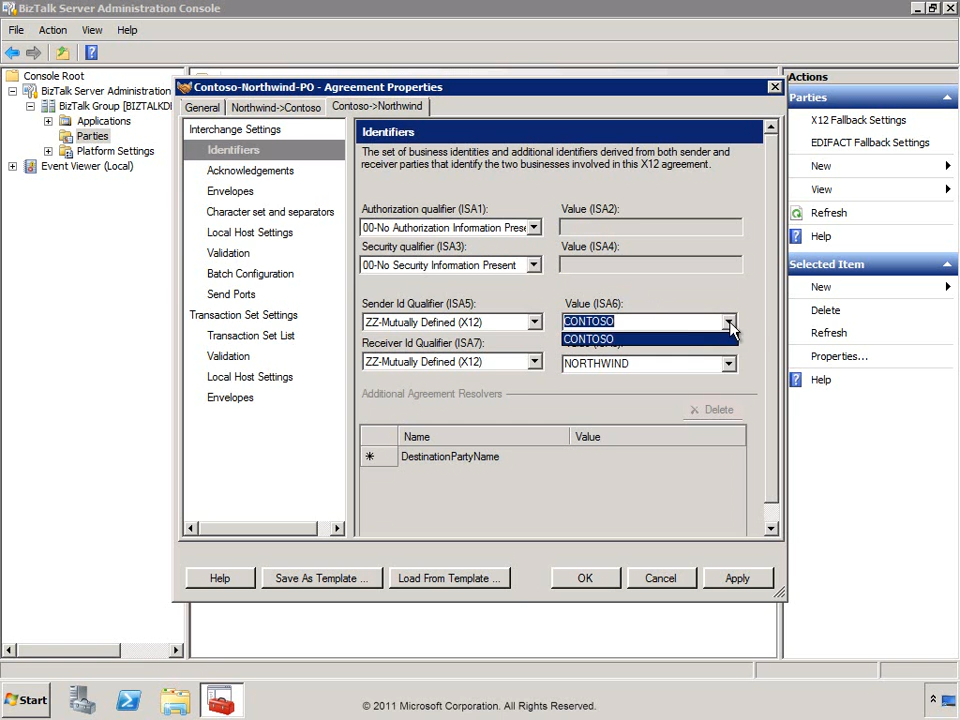 BizTalk Server Administration Console
File Action View Help
Console Root
BizTalk Server Administration
BizTalk Group [BIZTALKDI
Applications
Parties
Platform Settings
Event Viewer (Local)
Contoso-Northwind-PO - Agreement Properties
General
Northwind->Contoso
Contoso->Northwind
Interchange Settings
Identifiers
Acknowledgements
Envelopes
Character set and separators
Local Host Settings
Validation
Batch Configuration
Send Ports
Transaction Set Settings
Transaction Set List
Validation
Local Host Settings
Envelopes
Identifiers
The set of business identities and additional identifiers derived from both sender and
receiver parties that identify the two businesses involved in this X12 agreement.
Authorization qualifier (ISA1):
Value (ISA2):
00-No Authorization Information Prese
Security qualifier (ISA3):
Value (ISA4):
00-No Security Information Present
Sender Id Qualifier (ISA5):
Value (ISA6):
ZZ-Mutually Defined (X12)
CONTOSO
CONTOSO
Receiver Id Qualifier (ISA7):
ZZ-Mutually Defined (X12)
NORTHWIND
Additional Agreement Resolvers
Delete
Name
Value
DestinationPartyName
Help
Save As Template ...
Load From Template ...
OK
Cancel
Apply
Actions
Parties
X12 Fallback Settings
EDIFACT Fallback Settings
New
View
Refresh
Help
Selected Item
New
Delete
Refresh
Properties...
Help
Start
© 2011 Microsoft Corporation. All Rights Reserved.